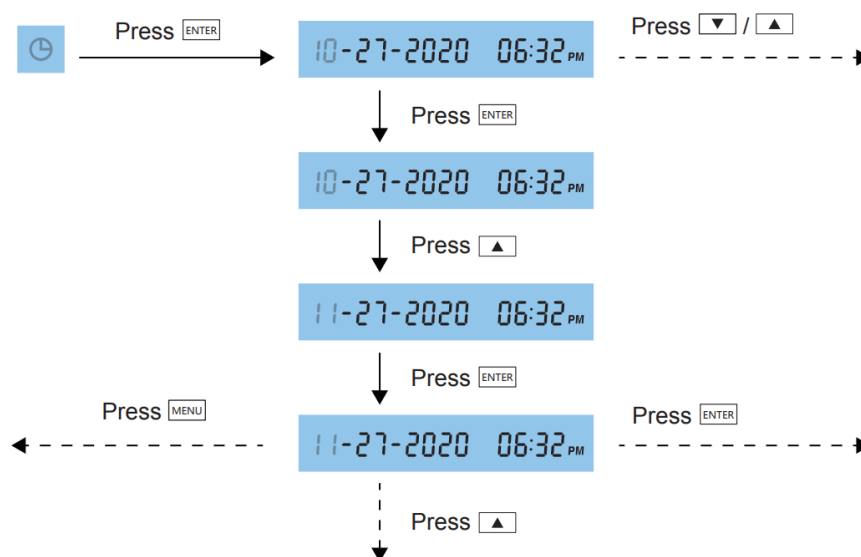 Press ENTER
Press ▼ / ▲
10-27-2020 06:32 PM
Press ENTER
10-27-2020 06:32 PM
Press ▲
11-27-2020 06:32 PM
Press ENTER
Press MENU
11-27-2020 06:32 PM
Press ENTER
Press ▲